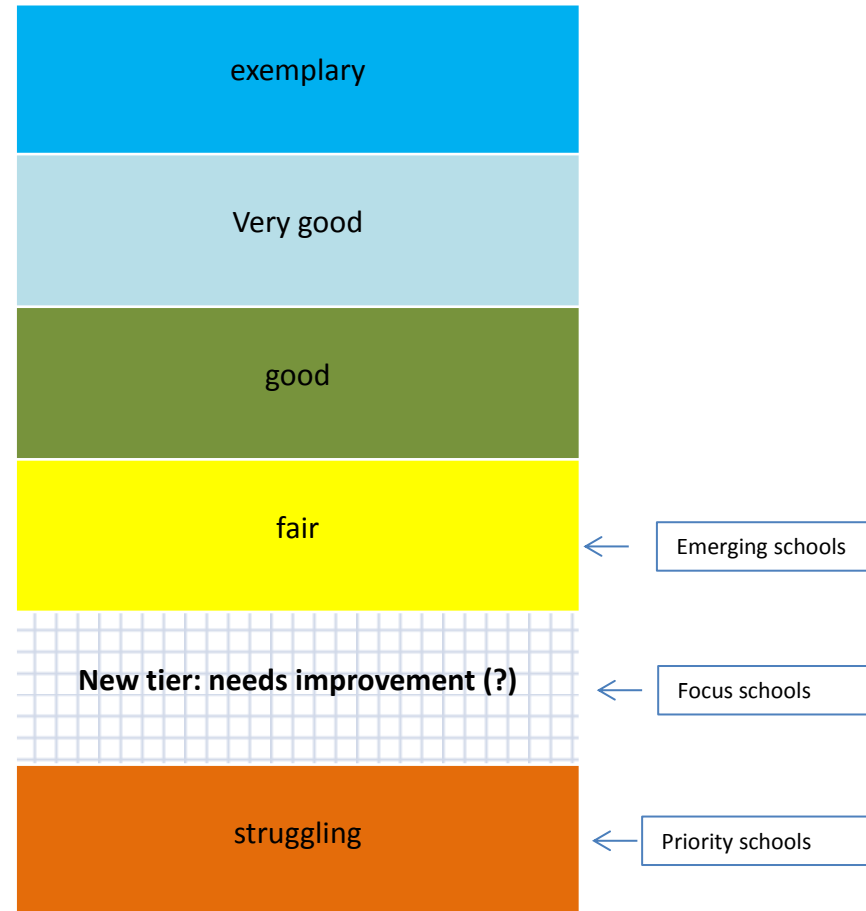 exemplary
Very good
good
fair
Emerging schools
New tier: needs improvement (?)
Focus schools
struggling
Priority schools